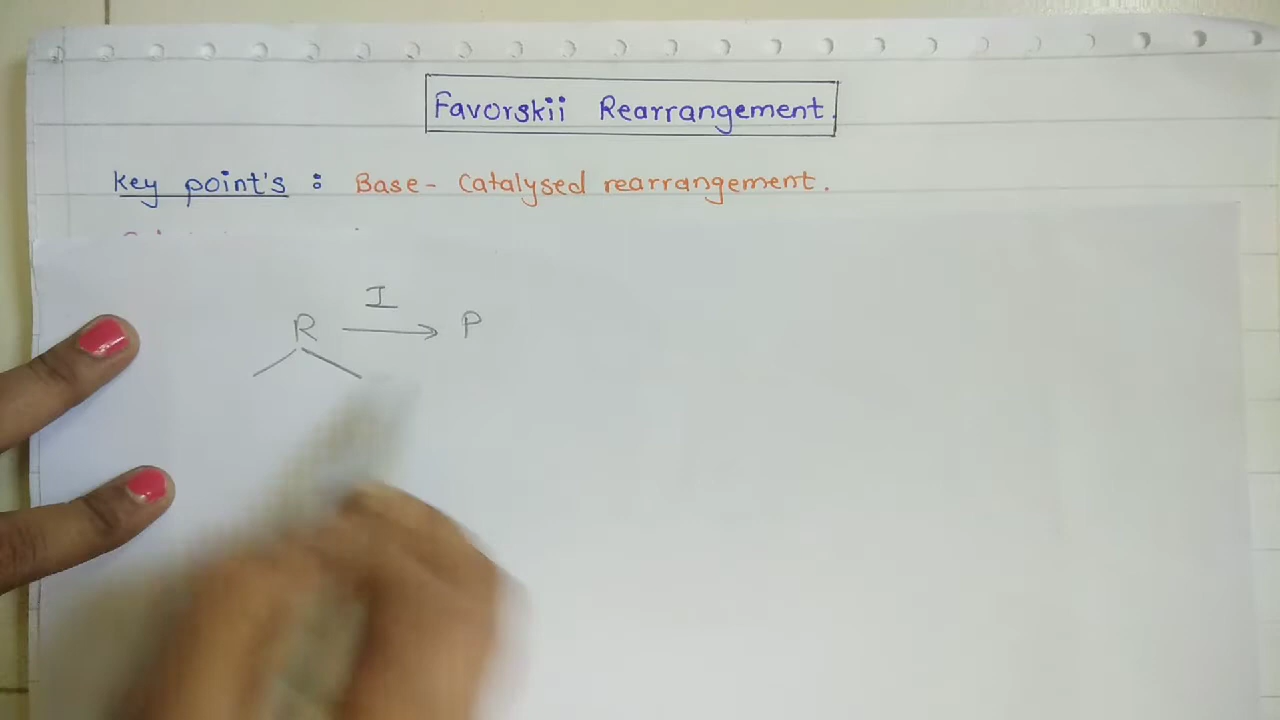 Favorskii Rearrangement.
Key point's : Base - Catalysed rearrangement.
I
R → P